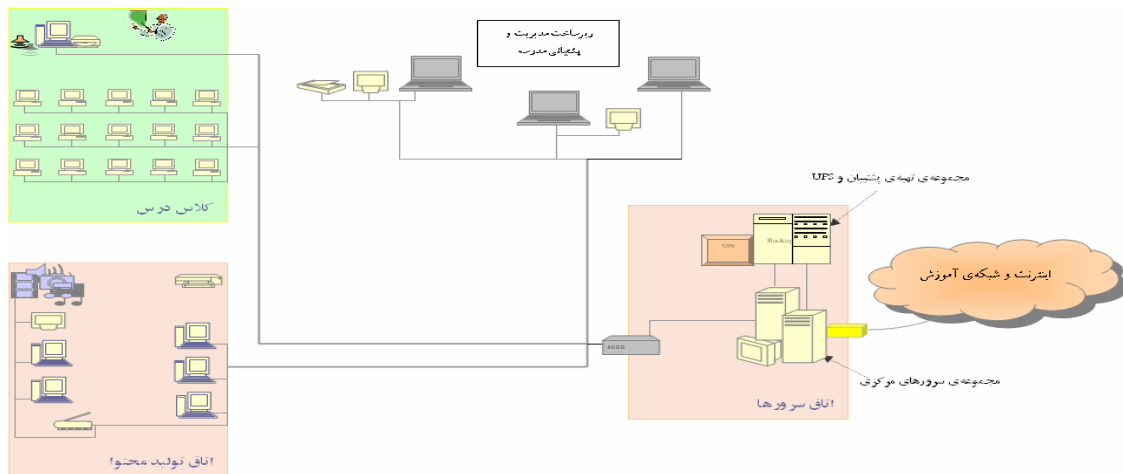 زیرساخت مدیریت و
پشتیبانی مدرسه
کلاس درس
مجموعه‌ی تهیه‌ی پشتیبان و UPS
UPS
Backup
اینترنت و شبکه‌ی آموزشی
مجموعه‌ی سرورهای مرکزی
اتاق سرورها
اتاق تولید محتوا